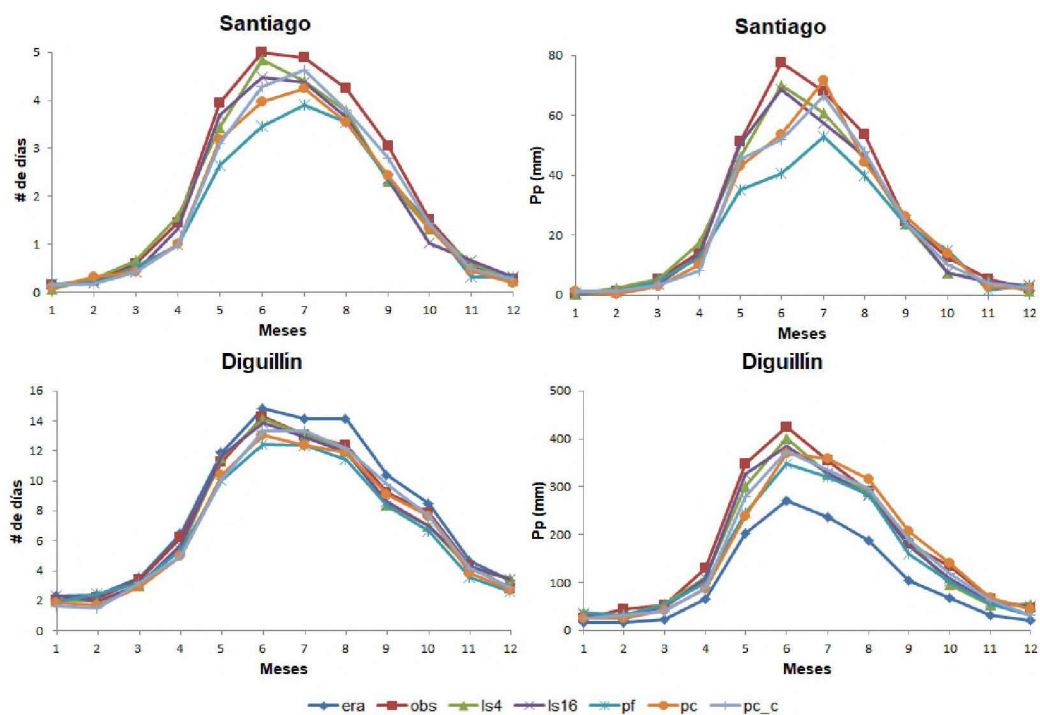 Santiago
# de días
5
4
3
2
1
0
1 2 3 4 5 6 7 8 9 10 11 12
Meses
Santiago
Pp (mm)
80
60
40
20
0
1 2 3 4 5 6 7 8 9 10 11 12
Meses
Diguillín
# de días
16
14
12
10
8
6
4
2
0
1 2 3 4 5 6 7 8 9 10 11 12
Meses
Diguillín
Pp (mm)
500
400
300
200
100
0
1 2 3 4 5 6 7 8 9 10 11 12
Meses
era obs ls4 ls16 pf pc pc_c